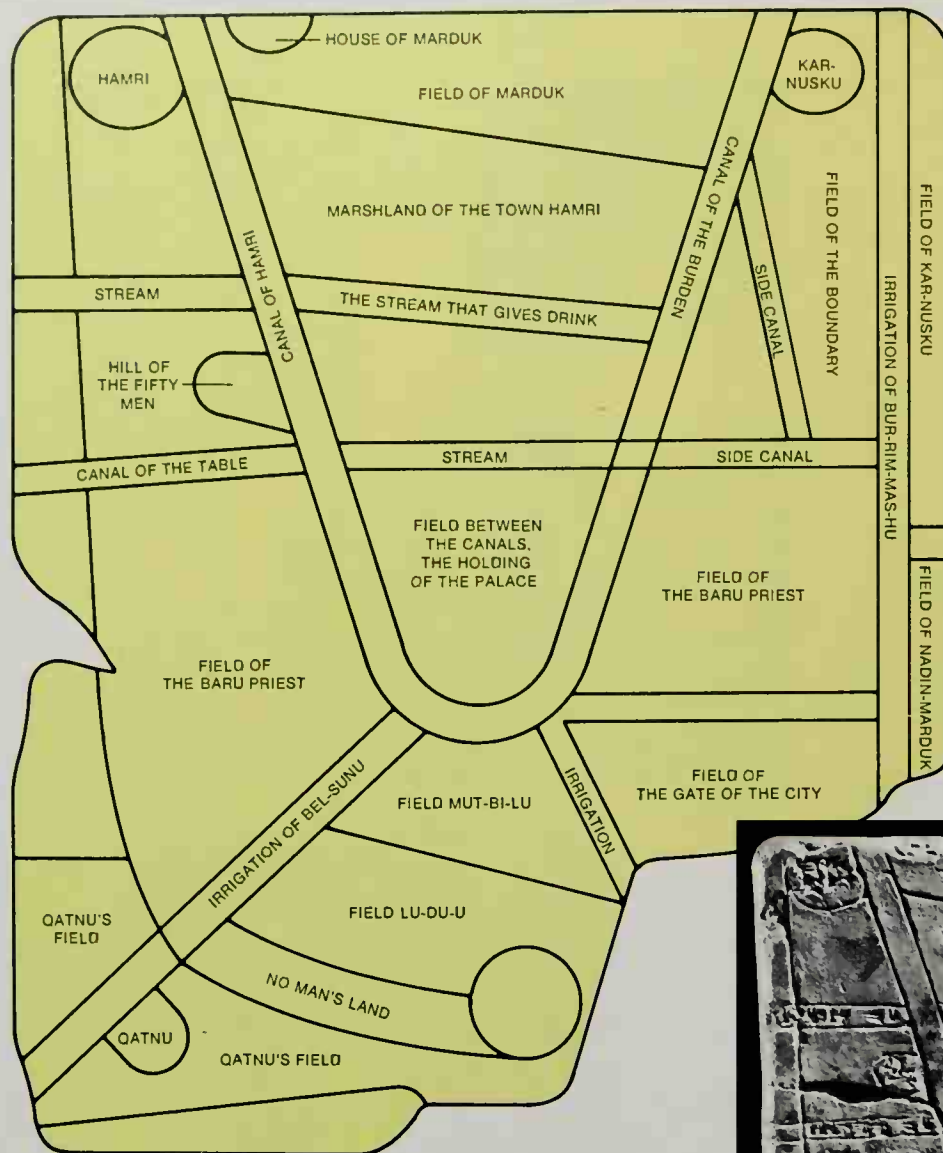 HOUSE OF MARDUK
HAMRI
KAR-
NUSKU
FIELD OF MARDUK
CANAL OF THE BURDEN
MARSHLAND OF THE TOWN HAMRI
FIELD OF THE BOUNDARY
FIELD OF KAR-NUSKU
CANAL OF HAMRI
SIDE CANAL
IRRIGATION OF BUR-RIM-MAS-HU
STREAM
THE STREAM THAT GIVES DRINK
HILL OF
THE FIFTY
MEN
CANAL OF THE TABLE
STREAM
SIDE CANAL
FIELD BETWEEN
THE CANALS,
THE HOLDING
OF THE PALACE
FIELD OF
THE BARU PRIEST
FIELD OF NADIN-MARDUK
FIELD OF
THE BARU PRIEST
IRRIGATION OF BEL-SUNU
FIELD MUT-BI-LU
IRRIGATION
FIELD OF
THE GATE OF THE CITY
QATNU'S
FIELD
FIELD LU-DU-U
NO MAN'S LAND
QATNU
QATNU'S FIELD